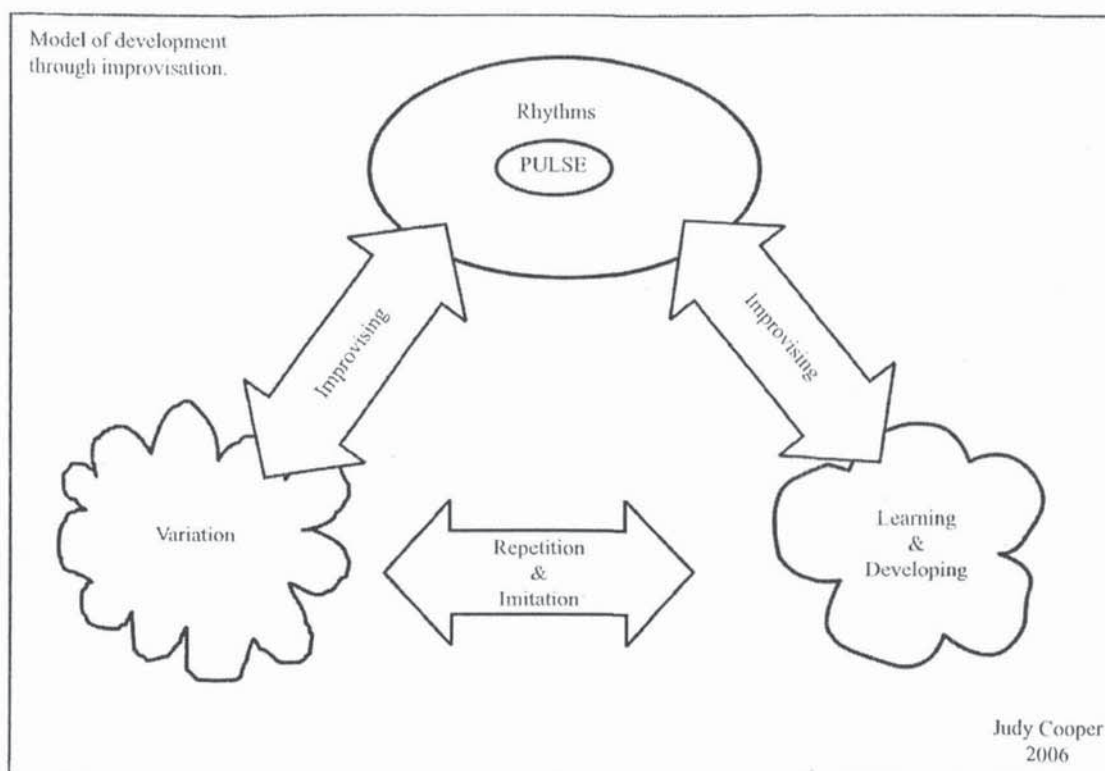 Model of development
through improvisation.
Rhythms
PULSE
Improvising
Improvising
Variation
Repetition
&
Imitation
Learning
&
Developing
Judy Cooper
2006